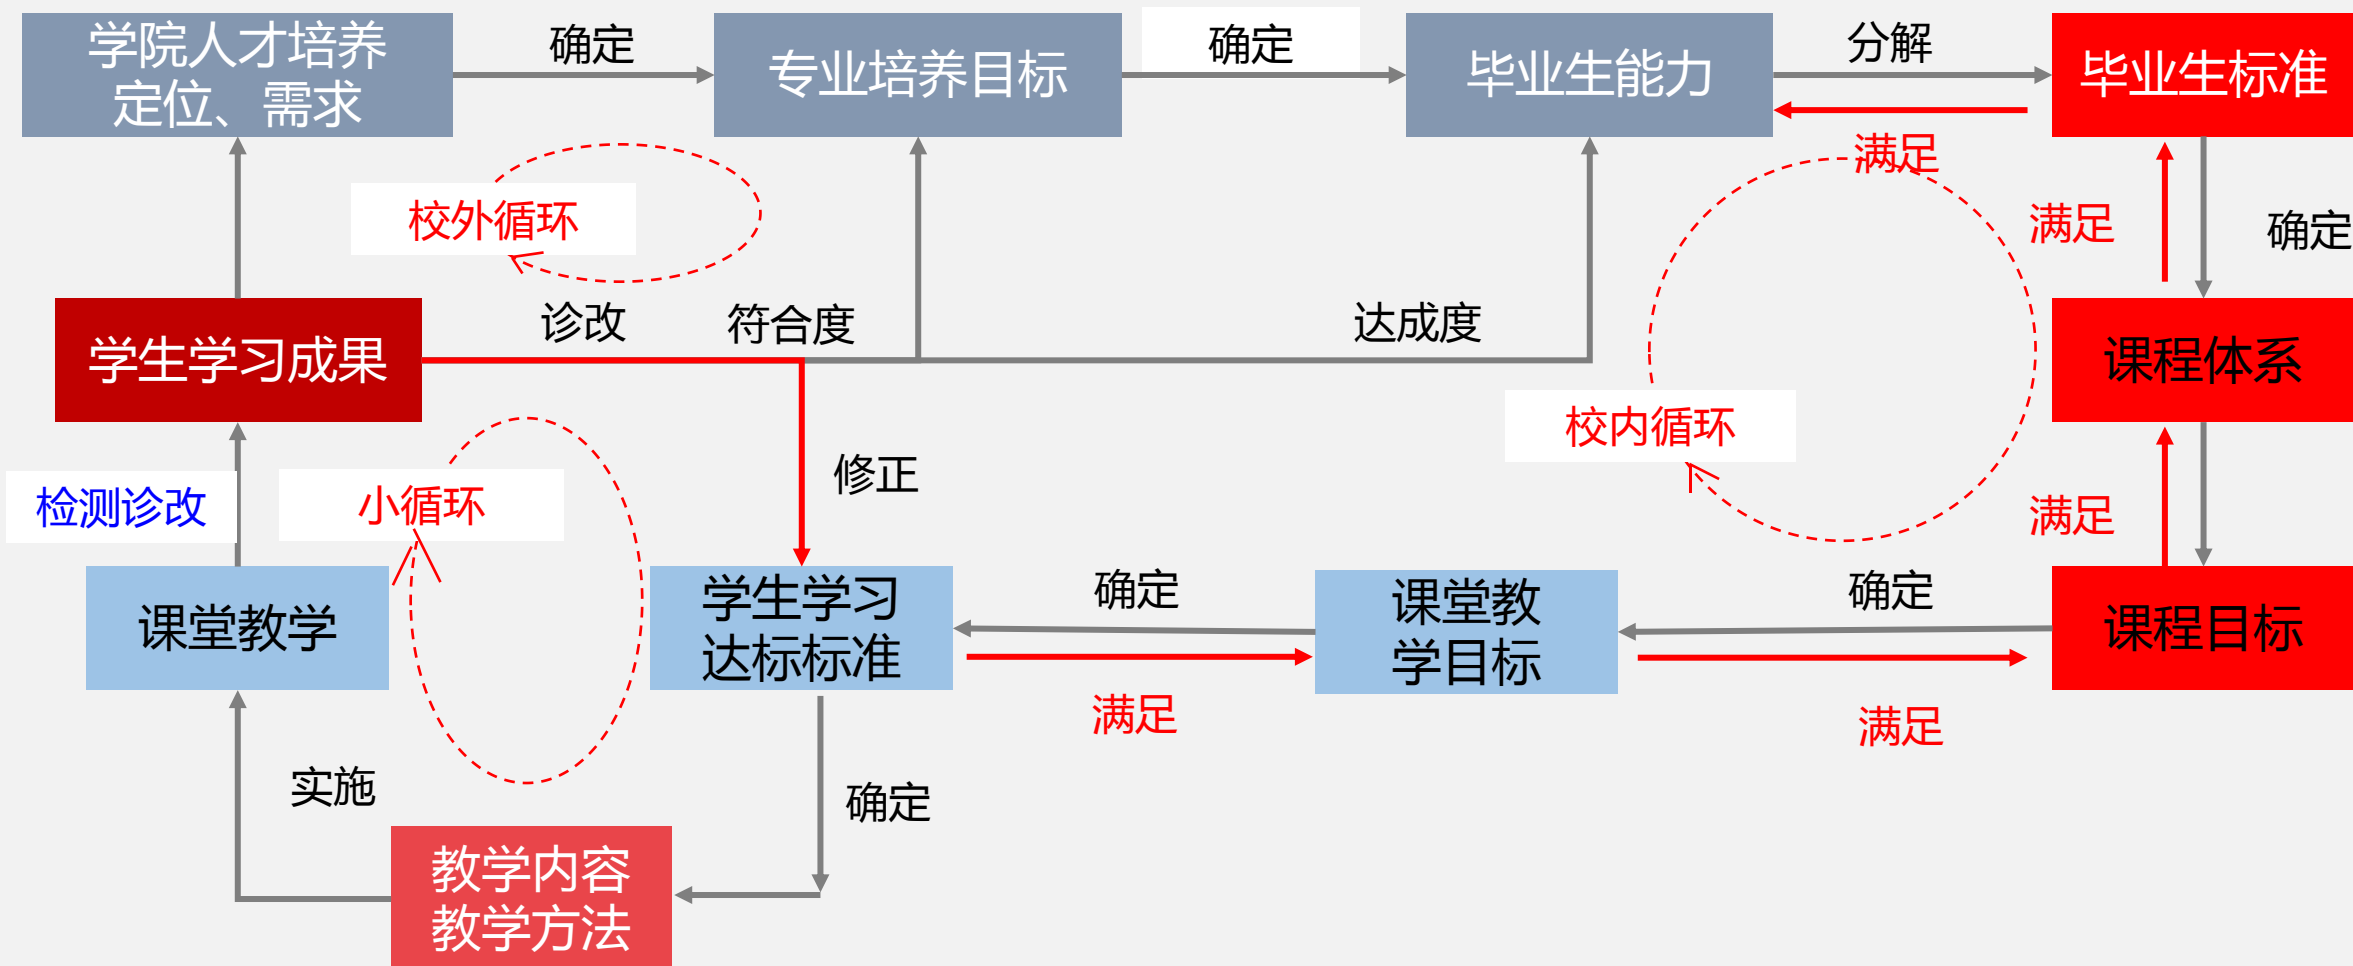 学院人才培养
定位、需求
确定
专业培养目标
确定
毕业生能力
分解
毕业生标准
满足
校外循环
满足
确定
学生学习成果
诊改
符合度
达成度
课程体系
校内循环
修正
检测诊改
小循环
满足
课堂教学
学生学习
达标标准
确定
课堂教
学目标
确定
课程目标
满足
满足
实施
确定
教学内容
教学方法